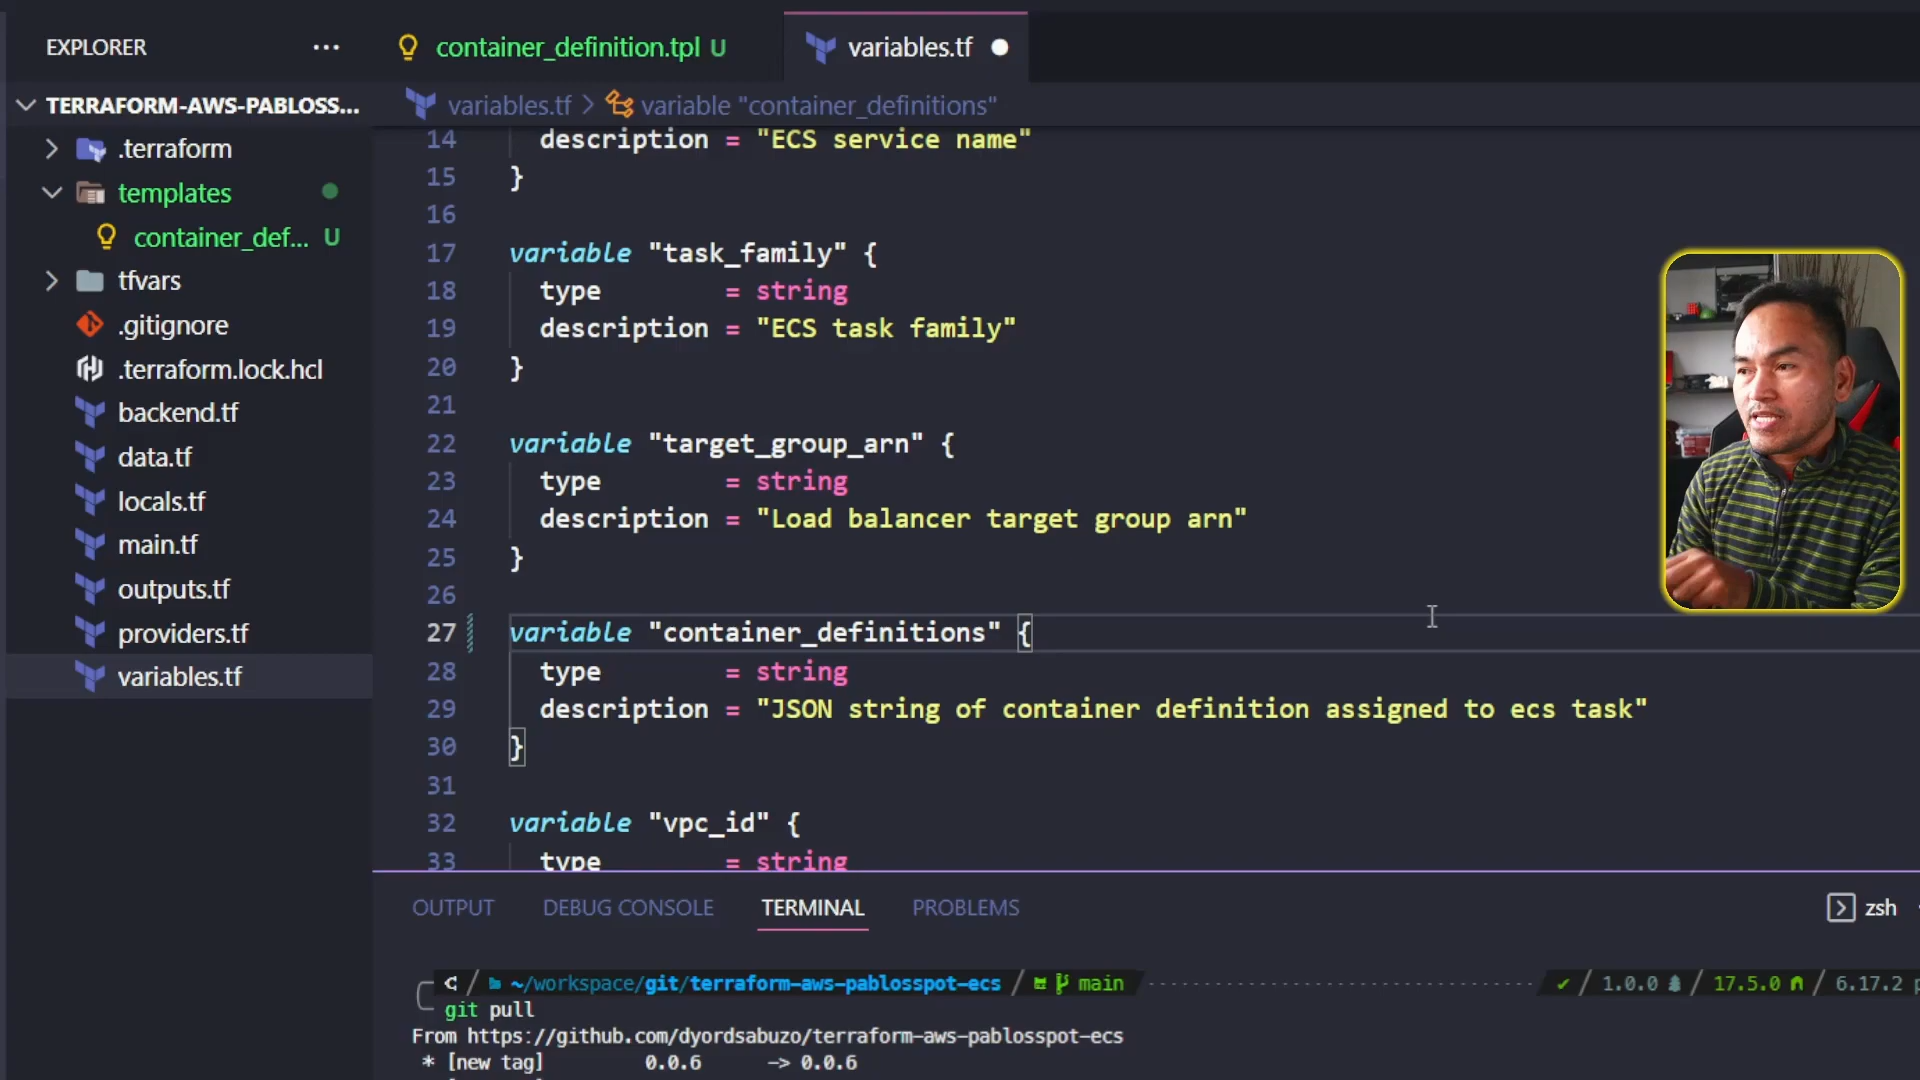 EXPLORER
···
container_definition.tpl U
variables.tf
TERRAFORM-AWS-PABLOSS...
variables.tf > variable "container_definitions"
.terraform
templates
container_def... U
tfvars
.gitignore
.terraform.lock.hcl
backend.tf
data.tf
locals.tf
main.tf
outputs.tf
providers.tf
variables.tf
14 description = "ECS service name"
15 }
16
17 variable "task_family" {
18 type = string
19 description = "ECS task family"
20 }
21
22 variable "target_group_arn" {
23 type = string
24 description = "Load balancer target group arn"
25 }
26
27 variable "container_definitions" {
28 type = string
29 description = "JSON string of container definition assigned to ecs task"
30 }
31
32 variable "vpc_id" {
33 type = string
OUTPUT DEBUG CONSOLE TERMINAL PROBLEMS
zsh
~/workspace/git/terraform-aws-pablosspot-ecs / main ✔ / 1.0.0 / 17.5.0 / 6.17.2
git pull
From https://github.com/dyordsabuzo/terraform-aws-pablosspot-ecs
* [new tag] 0.0.6 -> 0.0.6